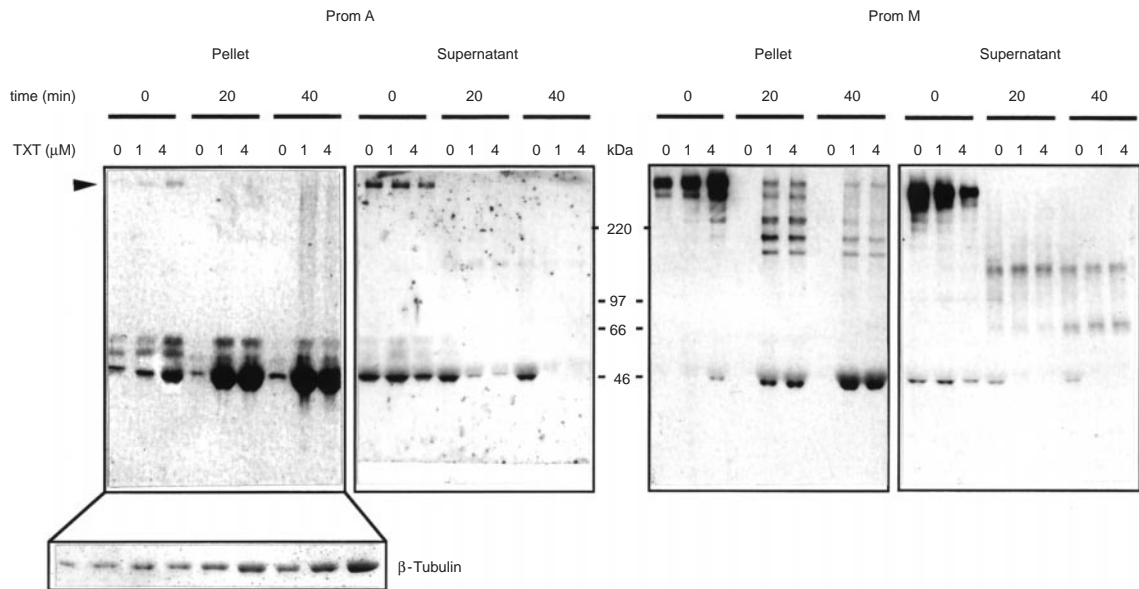 Prom A Prom M
Pellet Supernatant Pellet Supernatant
time (min) 0 20 40 0 20 40 0 20 40 0 20 40
TXT (µM) 0 1 4 0 1 4 0 1 4 0 1 4 0 1 4 0 1 4 kDa 0 1 4 0 1 4 0 1 4 0 1 4 0 1 4 0 1 4
220
97
66
46
β-Tubulin